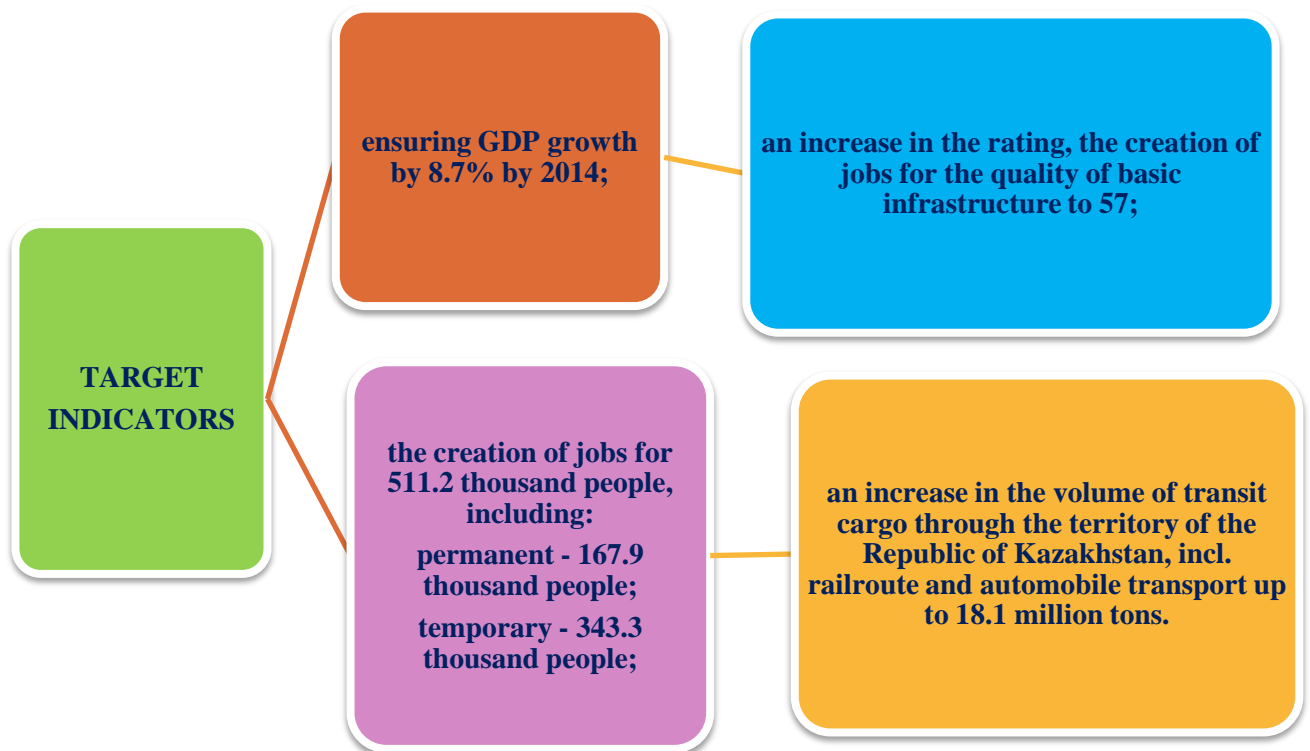 TARGET
INDICATORS
ensuring GDP growth
by 8.7% by 2014;
an increase in the rating, the creation of
jobs for the quality of basic
infrastructure to 57;
the creation of jobs for
511.2 thousand people,
including:
permanent - 167.9
thousand people;
temporary - 343.3
thousand people;
an increase in the volume of transit
cargo through the territory of the
Republic of Kazakhstan, incl.
railroute and automobile transport up
to 18.1 million tons.